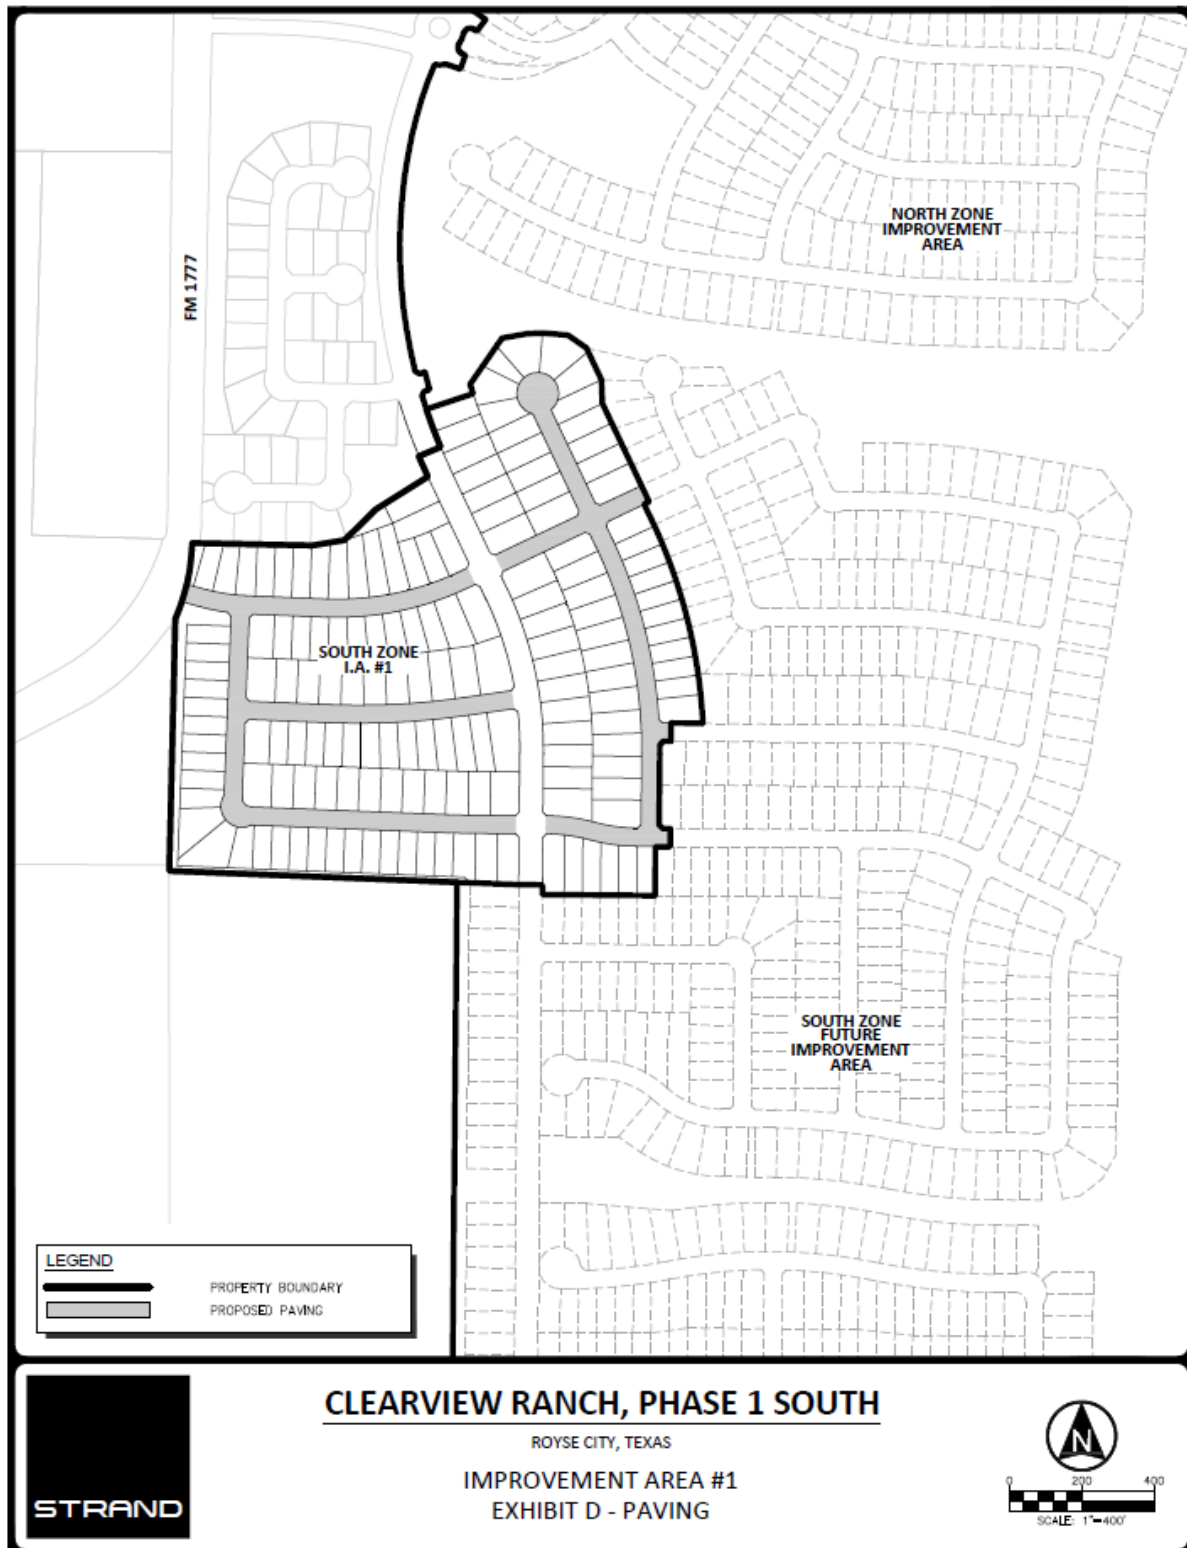 NORTH ZONE
IMPROVEMENT
AREA
FM 1777
SOUTH ZONE
I.A. #1
SOUTH ZONE
FUTURE
IMPROVEMENT
AREA
LEGEND
PROPERTY BOUNDARY
PROPOSED PAVING
STRAND
CLEARVIEW RANCH, PHASE 1 SOUTH
ROYSE CITY, TEXAS
IMPROVEMENT AREA #1
EXHIBIT D - PAVING
N
0 200 400
SCALE: 1"=400'